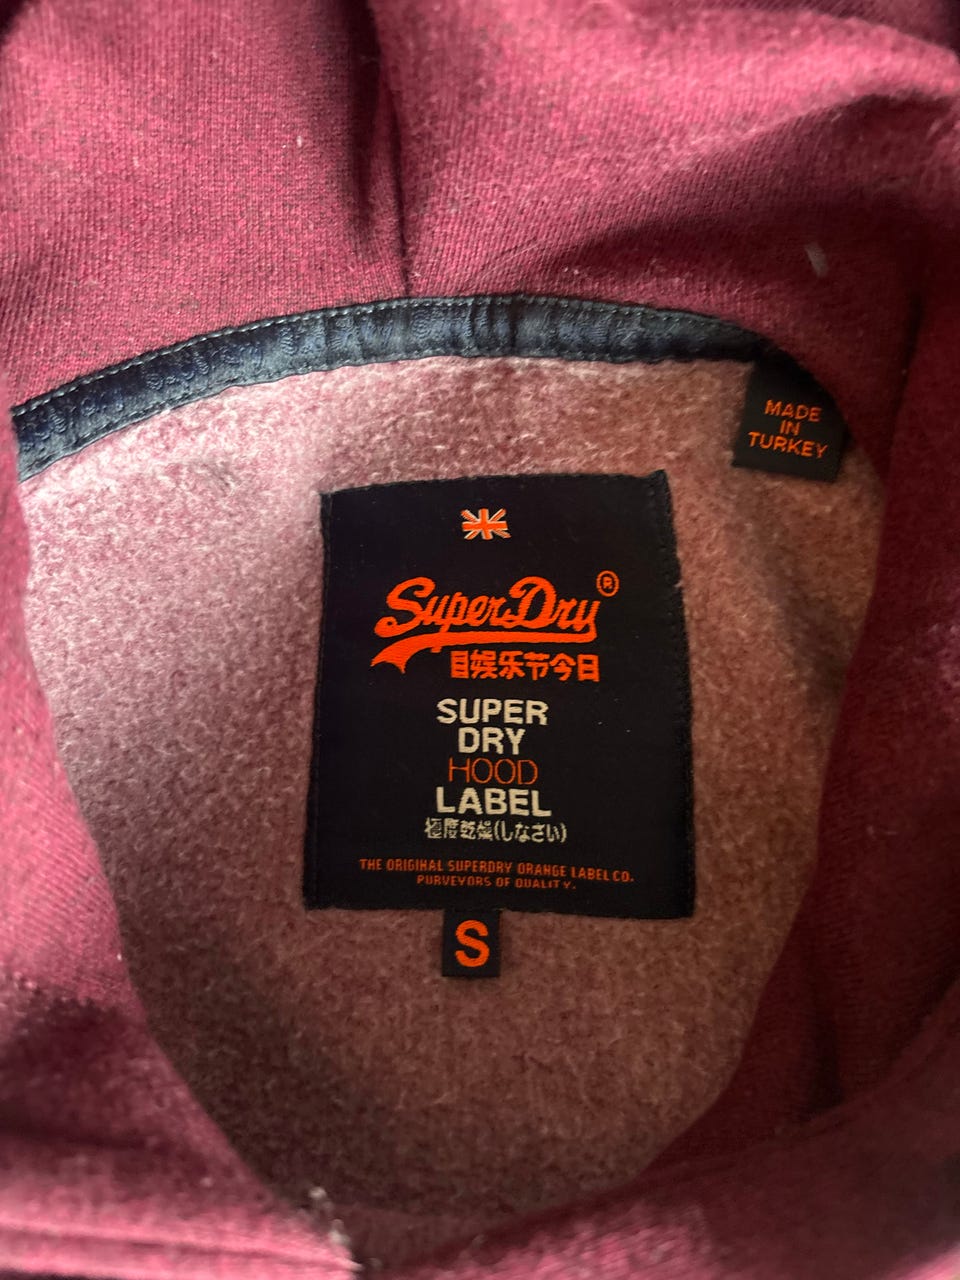 MADE
IN
TURKEY
SuperDry®
目娱乐节今日
SUPER
DRY
HOOD
LABEL
極度乾燥(しなさい)
THE ORIGINAL SUPERDRY ORANGE LABEL CO.
PURVEYORS OF QUALITY.
S